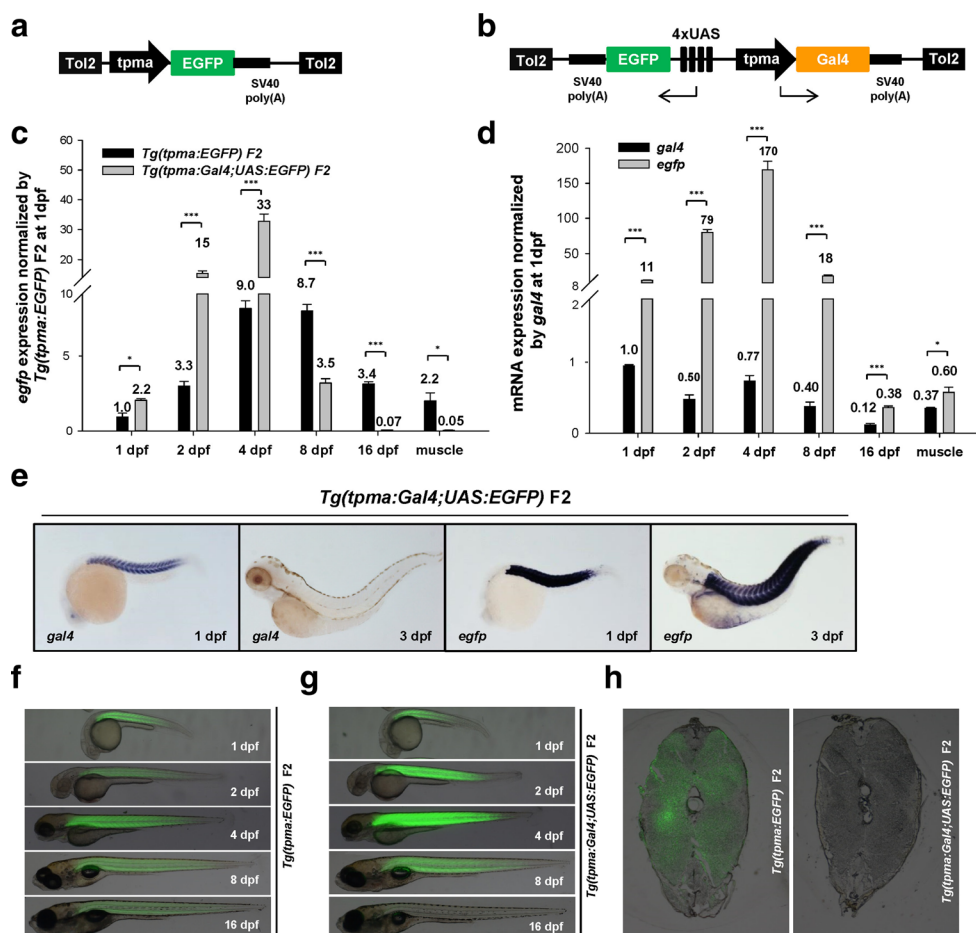 a
Tol2 tpma EGFP Tol2
SV40
poly(A)
b
4xUAS
Tol2 EGFP tpma Gal4 Tol2
SV40
poly(A)
SV40
poly(A)
c
egfp expression normalized by
Tg(tpma:EGFP) F2 at 1dpf
60
50
40
30
20
10
5
0
Tg(tpma:EGFP) F2
Tg(tpma:Gal4;UAS:EGFP) F2
* *** *** *** *** *
1.0 2.2 3.3 15 9.0 33 8.7 3.5 3.4 0.07 2.2 0.05
1 dpf 2 dpf 4 dpf 8 dpf 16 dpf muscle
d
mRNA expression normalized
by gal4 at 1dpf
200
150
100
50
8
2
1
0
gal4
egfp
*** *** *** *** *** *
1.0 11 0.50 79 0.77 170 0.40 18 0.12 0.38 0.37 0.60
1 dpf 2 dpf 4 dpf 8 dpf 16 dpf muscle
e
Tg(tpma:Gal4;UAS:EGFP) F2
gal4 1 dpf
gal4 3 dpf
egfp 1 dpf
egfp 3 dpf
f
1 dpf
2 dpf
4 dpf
8 dpf
16 dpf
Tg(tpma:EGFP) F2
g
1 dpf
2 dpf
4 dpf
8 dpf
16 dpf
Tg(tpma:Gal4;UAS:EGFP) F2
h
Tg(tpma:EGFP) F2
Tg(tpma:Gal4;UAS:EGFP) F2